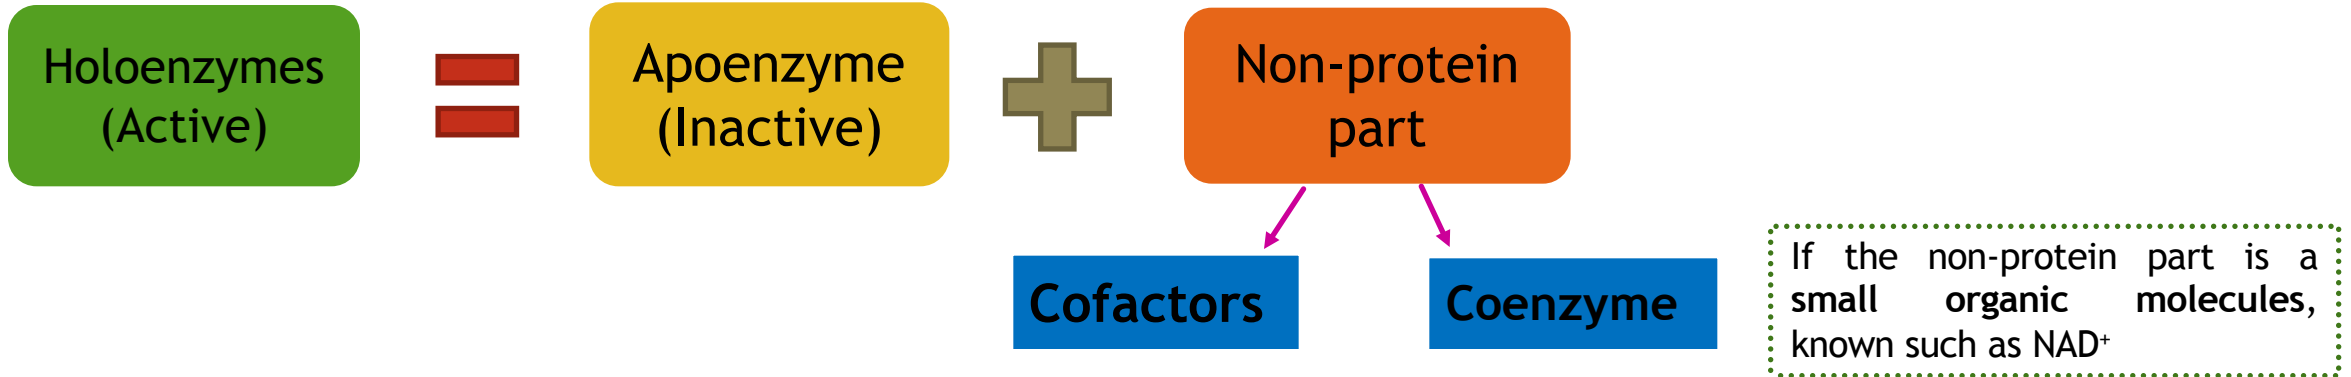 Holoenzymes
(Active)
Apoenzyme
(Inactive)
Non-protein
part
Cofactors
Coenzyme
If the non-protein part is a
small organic molecules,
known such as NAD⁺